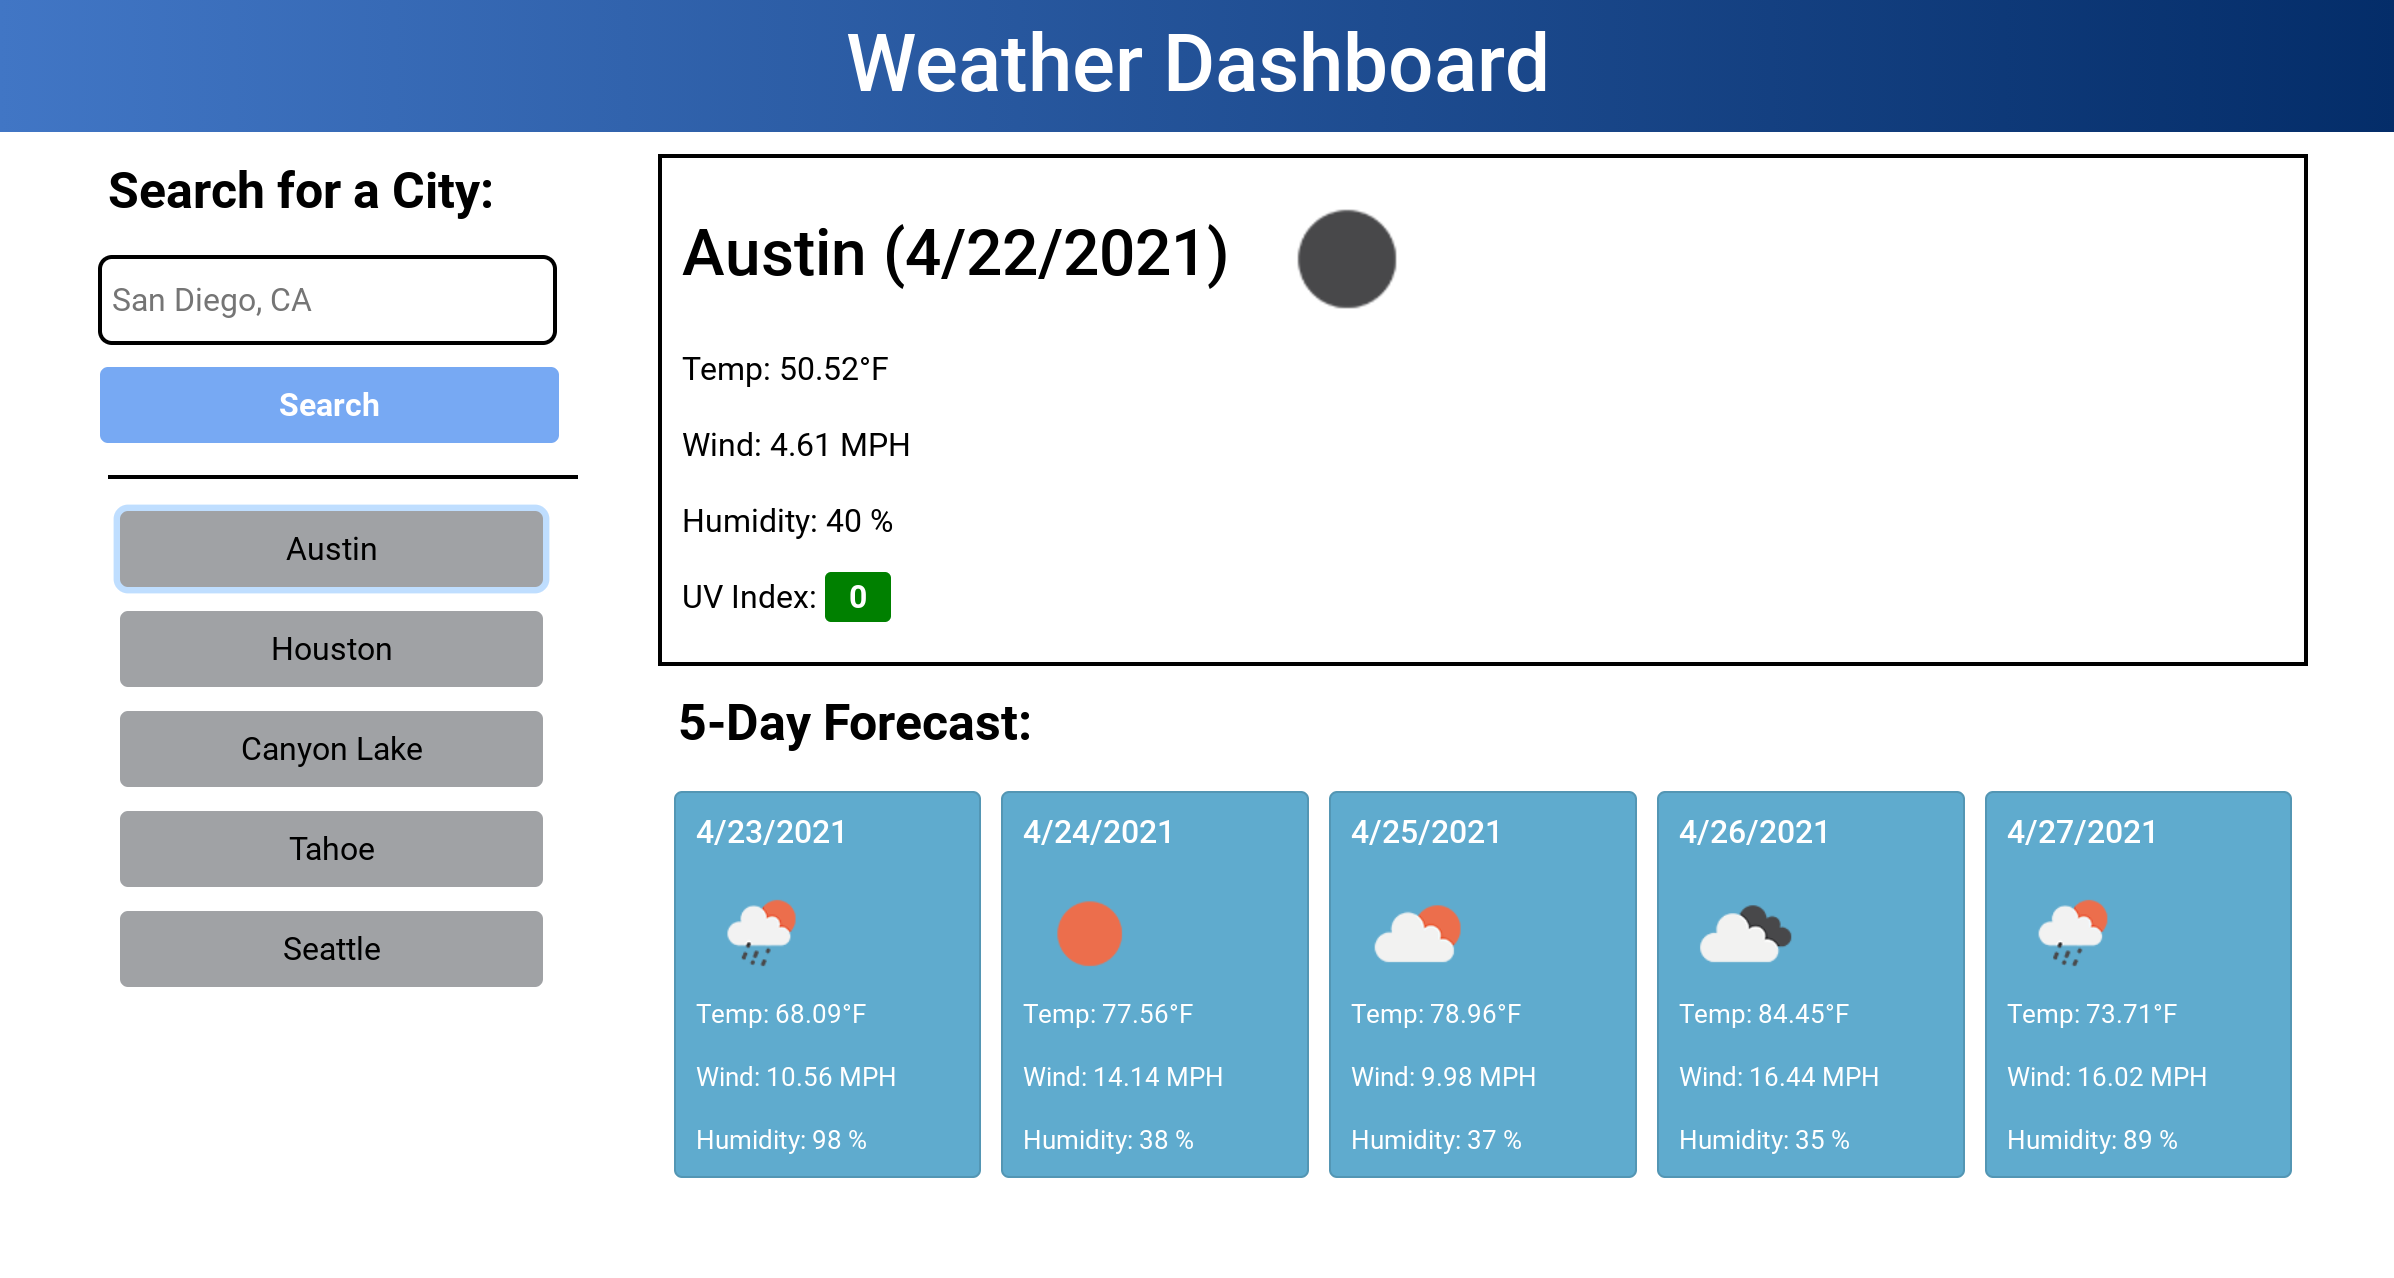 Weather Dashboard
Search for a City:
San Diego, CA
Search
Austin
Houston
Canyon Lake
Tahoe
Seattle
Austin (4/22/2021)
Temp: 50.52°F
Wind: 4.61 MPH
Humidity: 40 %
UV Index: 0
5-Day Forecast:
4/23/2021
Temp: 68.09°F
Wind: 10.56 MPH
Humidity: 98 %
4/24/2021
Temp: 77.56°F
Wind: 14.14 MPH
Humidity: 38 %
4/25/2021
Temp: 78.96°F
Wind: 9.98 MPH
Humidity: 37 %
4/26/2021
Temp: 84.45°F
Wind: 16.44 MPH
Humidity: 35 %
4/27/2021
Temp: 73.71°F
Wind: 16.02 MPH
Humidity: 89 %